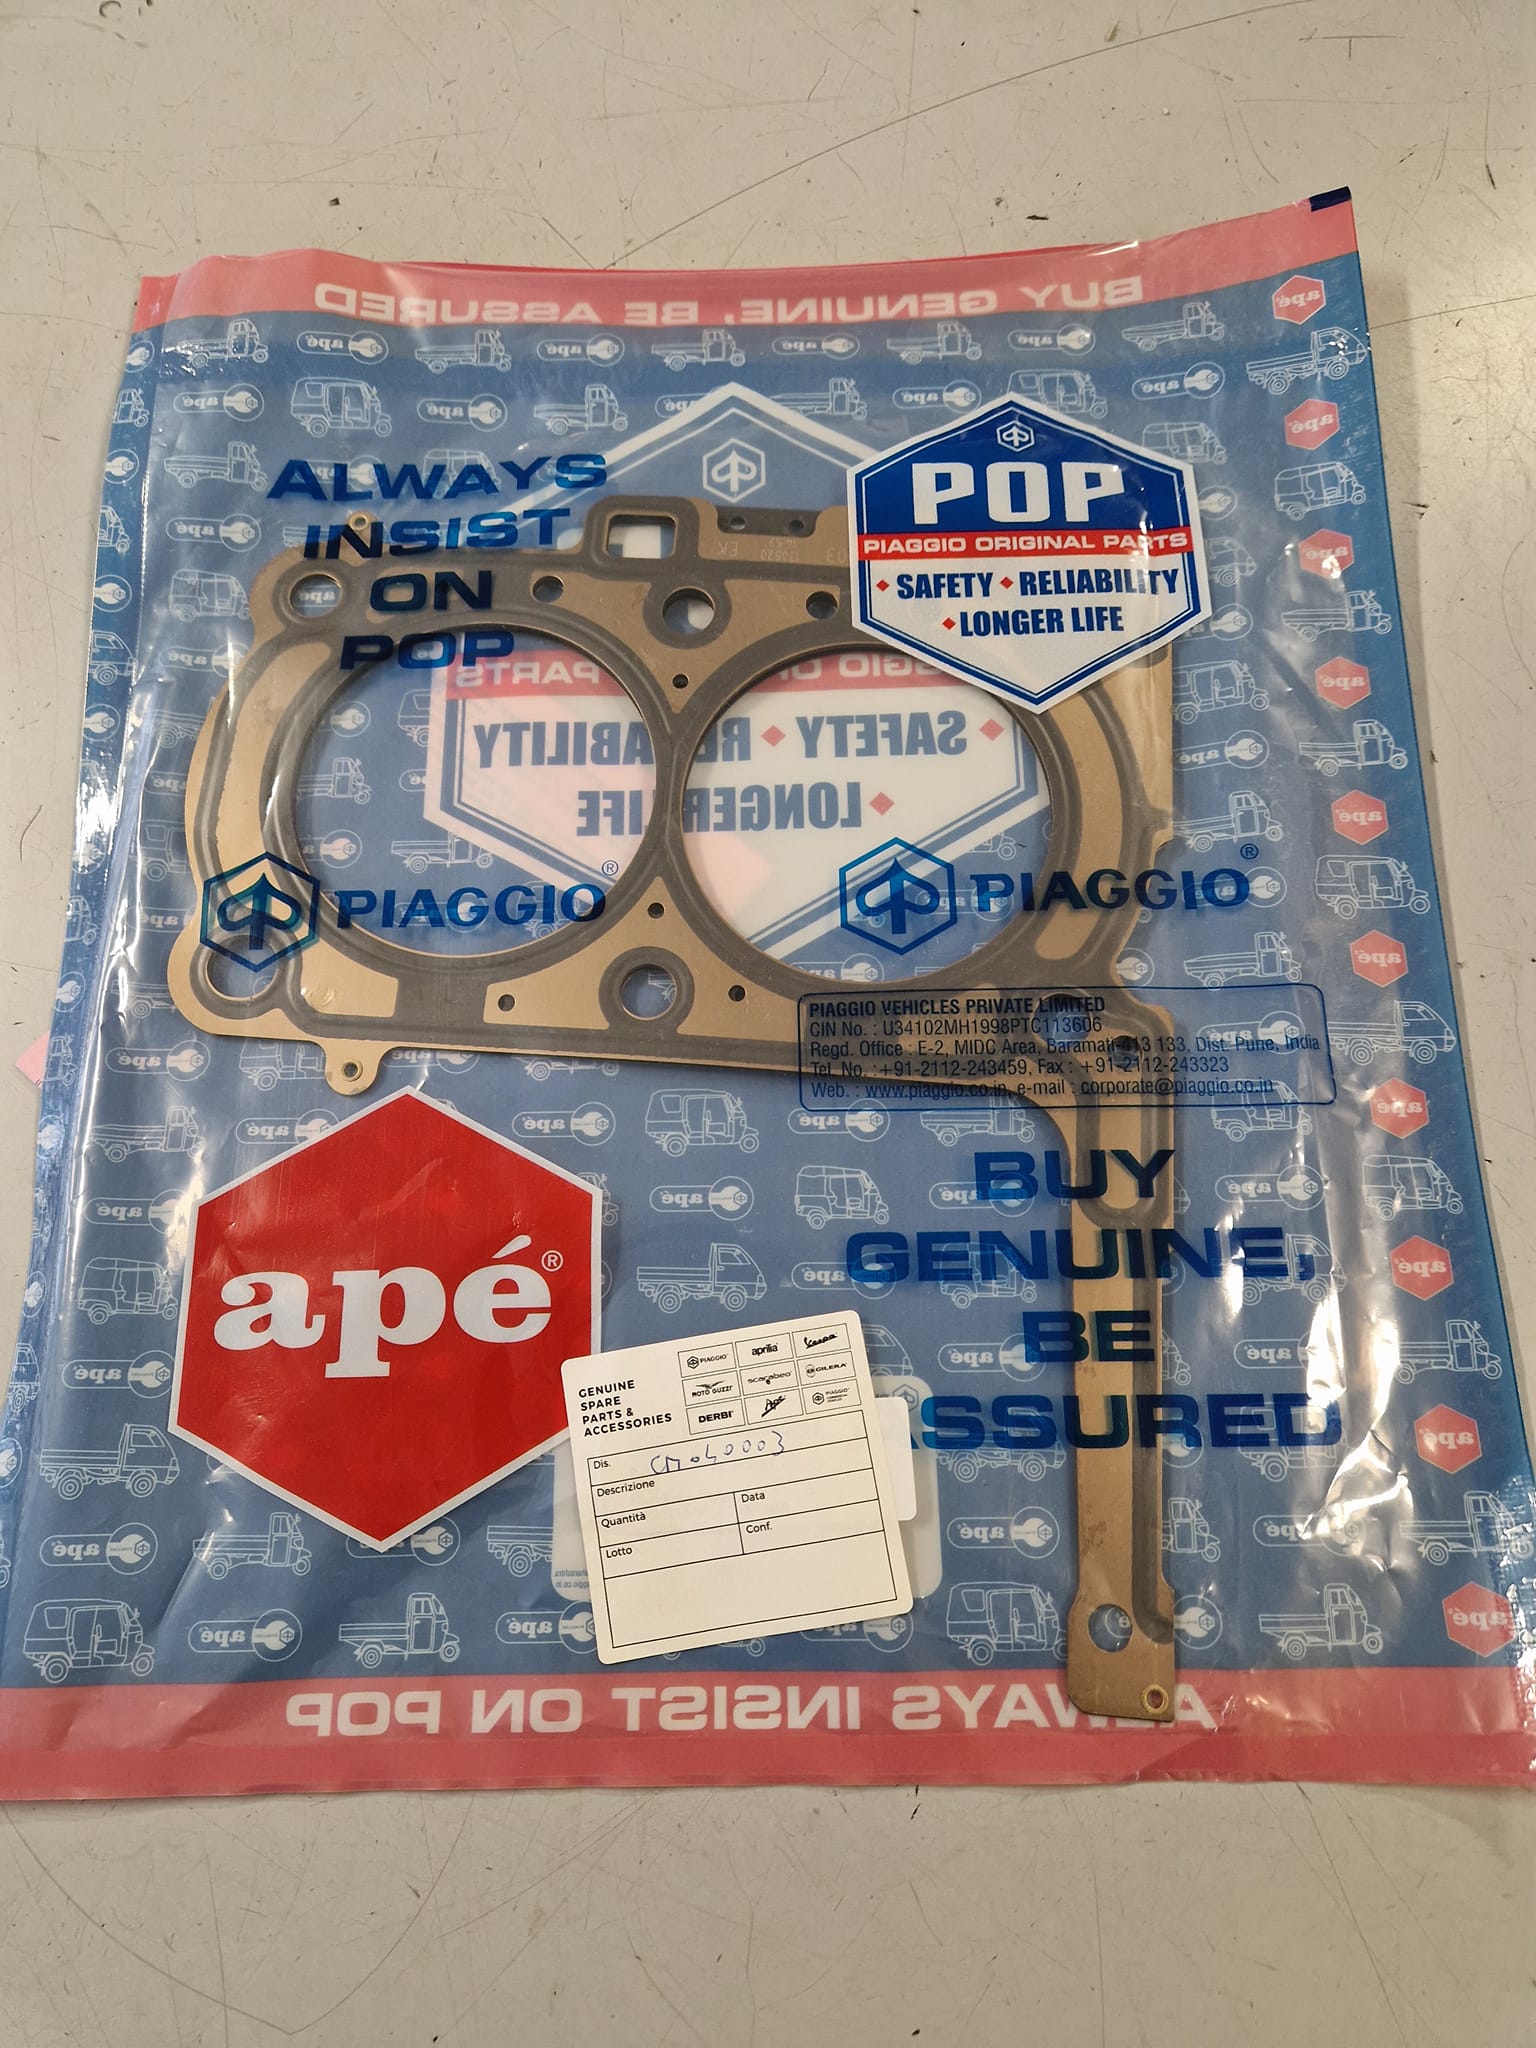 BUY GENUINE, BE ASSURED
ALWAYS
INSIST
ON
POP
POP
PIAGGIO ORIGINAL PARTS
• SAFETY • RELIABILITY
• LONGER LIFE
SAFETY • RELIABILITY •
• LONGER LIFE
PIAGGIO®
PIAGGIO®
PIAGGIO VEHICLES PRIVATE LIMITED
CIN No. : U34102MH1998PTC113606
Regd. Office : E-2, MIDC Area, Baramati-413 133, Dist. Pune, India
Tel. No. : +91-2112-243459, Fax : +91-2112-243323
Web. : www.piaggio.co.in, e-mail : corporate@piaggio.co.in
BUY
GENUINE,
BE
ASSURED
apé®
GENUINE
SPARE
PARTS &
ACCESSORIES
PIAGGIO
aprilia
Vespa
MOTO GUZZI
scarabeo
GILERA
DERBI
Ape
PIAGGIO
Dis. CM040003
Descrizione
Quantità
Data
Lotto
Conf.
ALWAYS INSIST ON POP